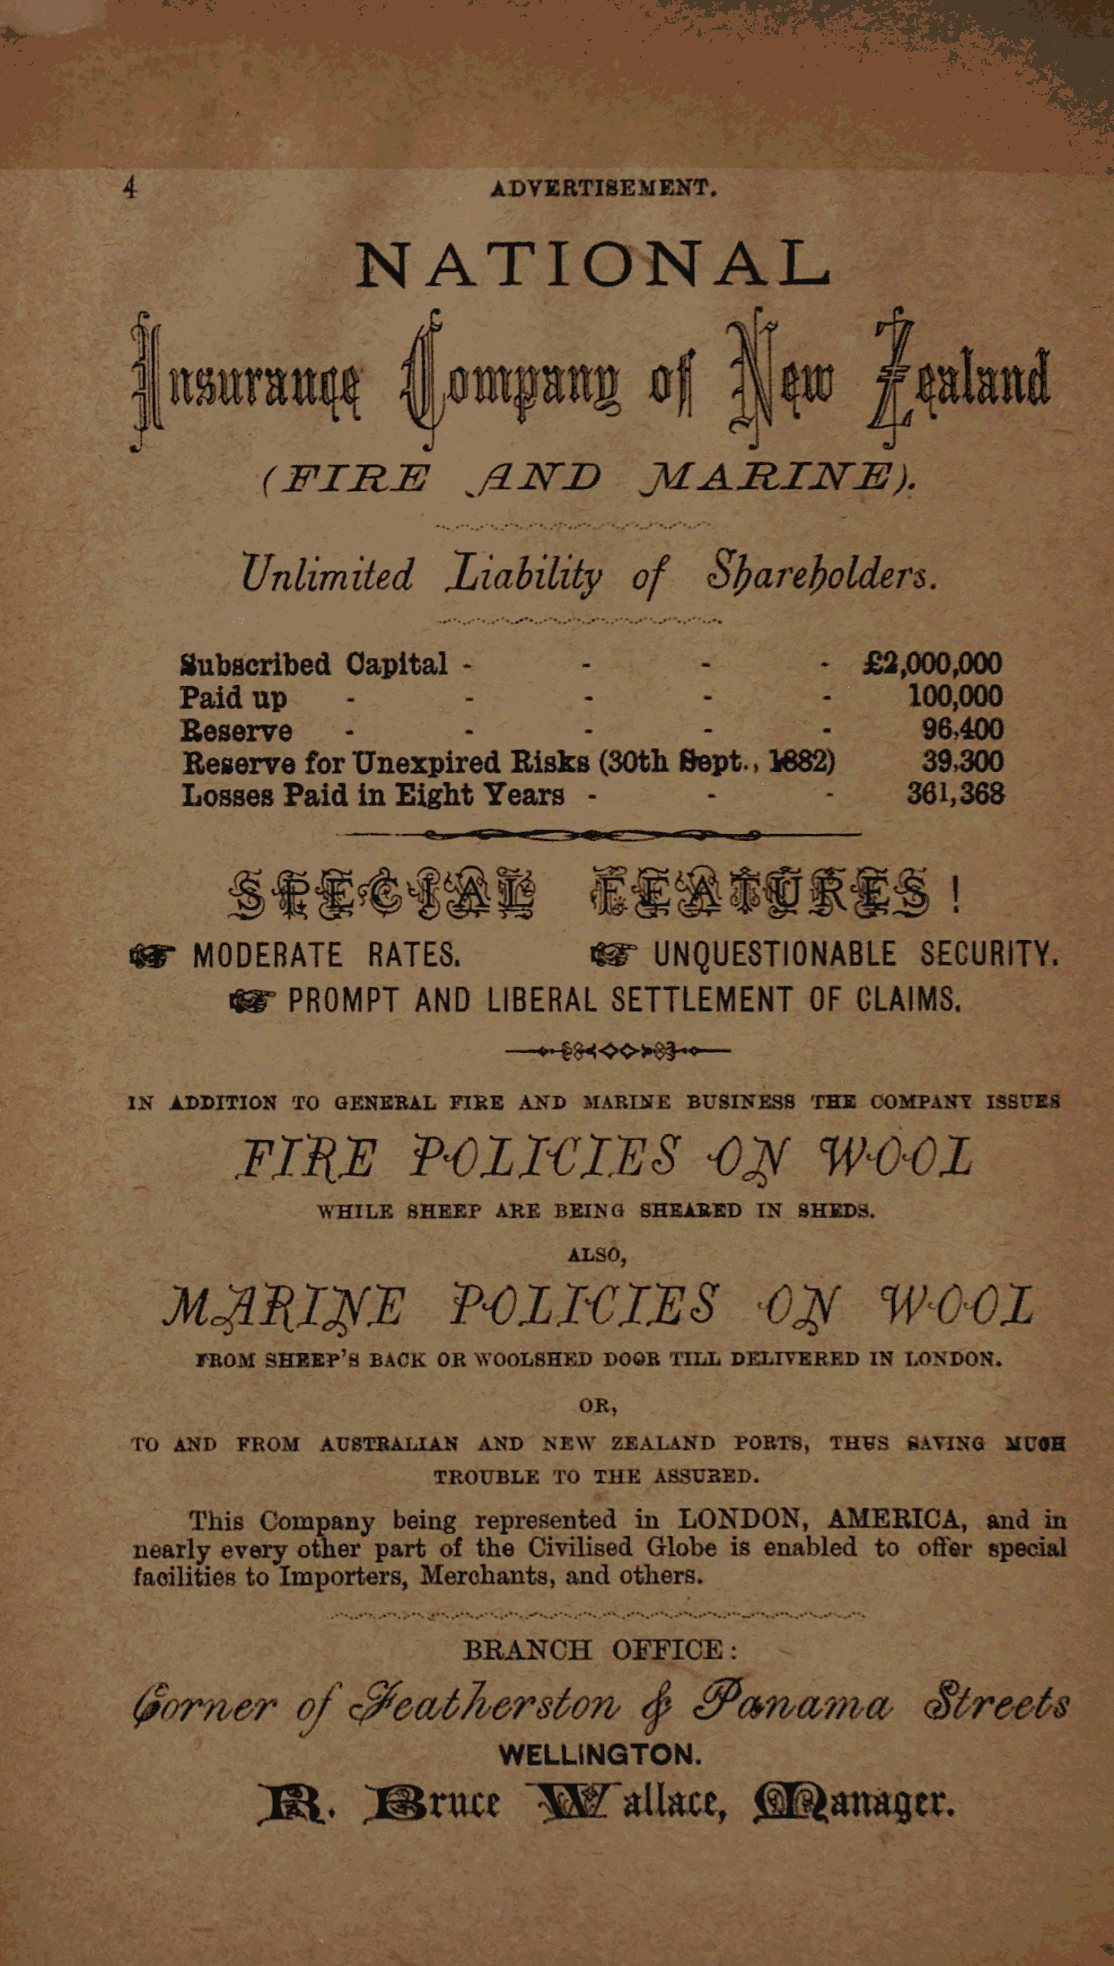 4 ADVERTISEMENT.
NATIONAL
Insurance Company of New Zealand
(FIRE AND MARINE).
Unlimited Liability of Shareholders.
Subscribed Capital - - - - £2,000,000
Paid up - - - - - 100,000
Reserve - - - - - 96,400
Reserve for Unexpired Risks (30th Sept., 1882) 39,300
Losses Paid in Eight Years - - - 361,368
SPECIAL FEATURES!
☞ MODERATE RATES. ☞ UNQUESTIONABLE SECURITY.
☞ PROMPT AND LIBERAL SETTLEMENT OF CLAIMS.
IN ADDITION TO GENERAL FIRE AND MARINE BUSINESS THE COMPANY ISSUES
FIRE POLICIES ON WOOL
WHILE SHEEP ARE BEING SHEARED IN SHEDS.
ALSO,
MARINE POLICIES ON WOOL
FROM SHEEP'S BACK OR WOOLSHED DOOR TILL DELIVERED IN LONDON.
OR,
TO AND FROM AUSTRALIAN AND NEW ZEALAND PORTS, THUS SAVING MUCH
TROUBLE TO THE ASSURED.
This Company being represented in LONDON, AMERICA, and in
nearly every other part of the Civilised Globe is enabled to offer special
facilities to Importers, Merchants, and others.
BRANCH OFFICE:
Corner of Featherston & Panama Streets
WELLINGTON.
R. Bruce Wallace, Manager.